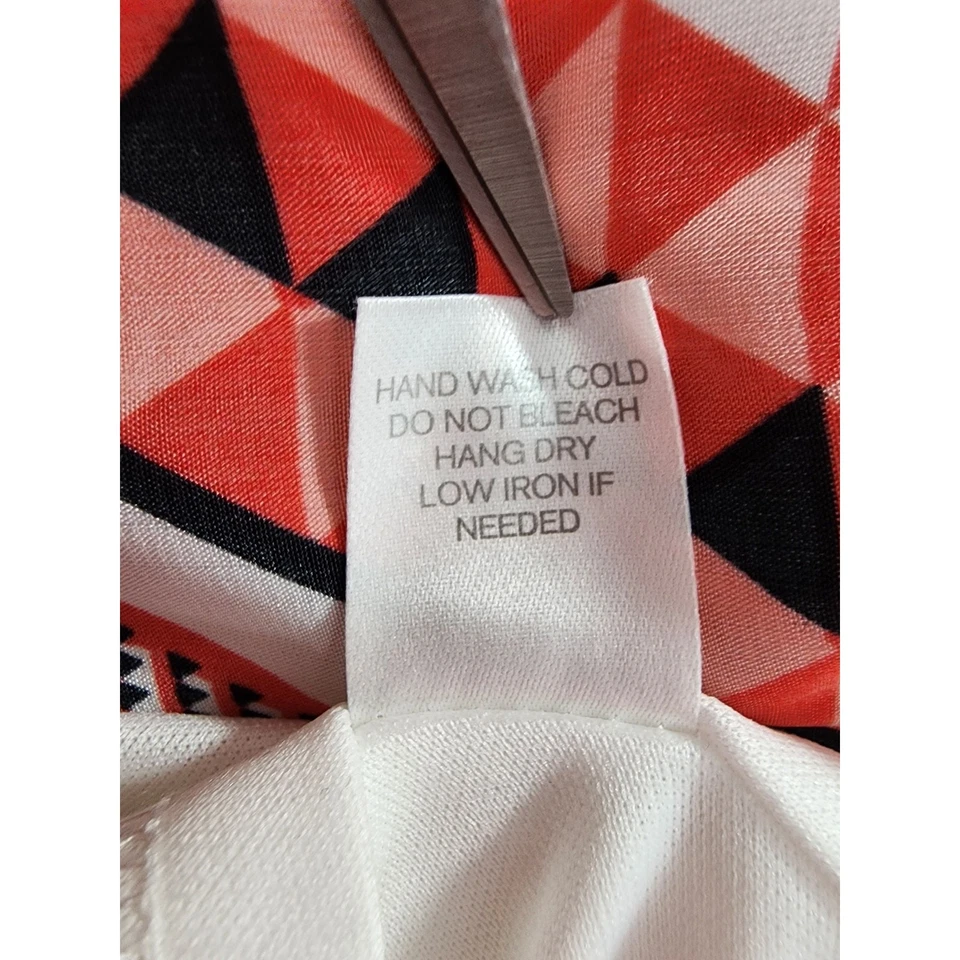 HAND WASH COLD
DO NOT BLEACH
HANG DRY
LOW IRON IF
NEEDED